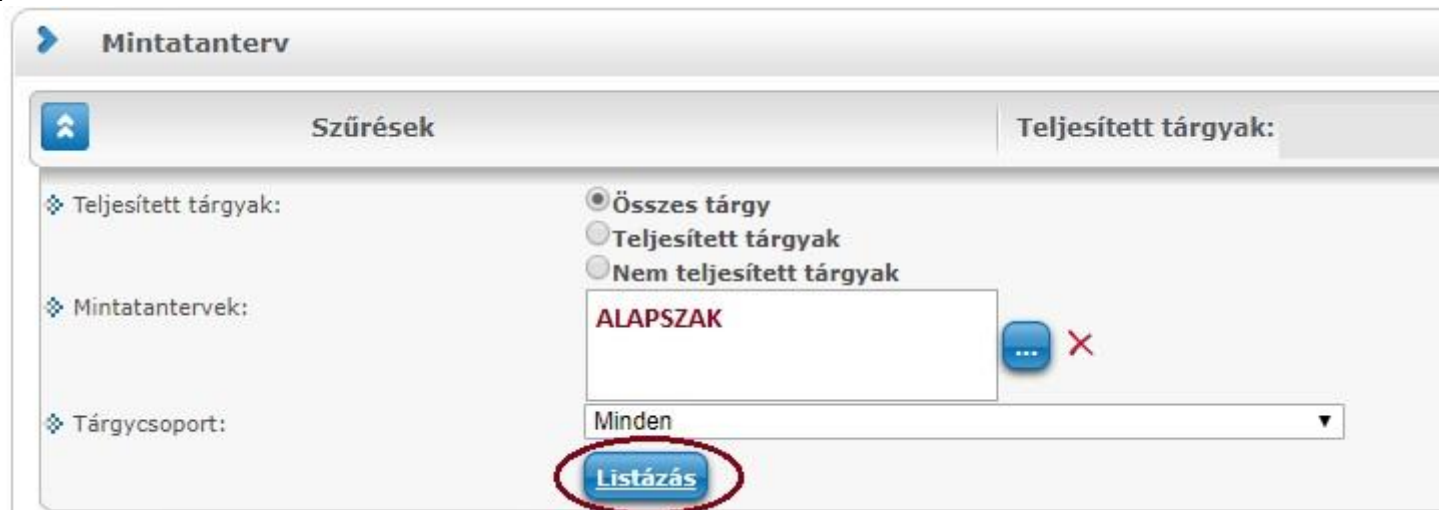 Mintatanterv
Szűrések Teljesített tárgyak:
Teljesített tárgyak: Összes tárgy
Teljesített tárgyak
Nem teljesített tárgyak
Mintatantervek: ALAPSZAK
...
Tárgycsoport: Minden
Listázás